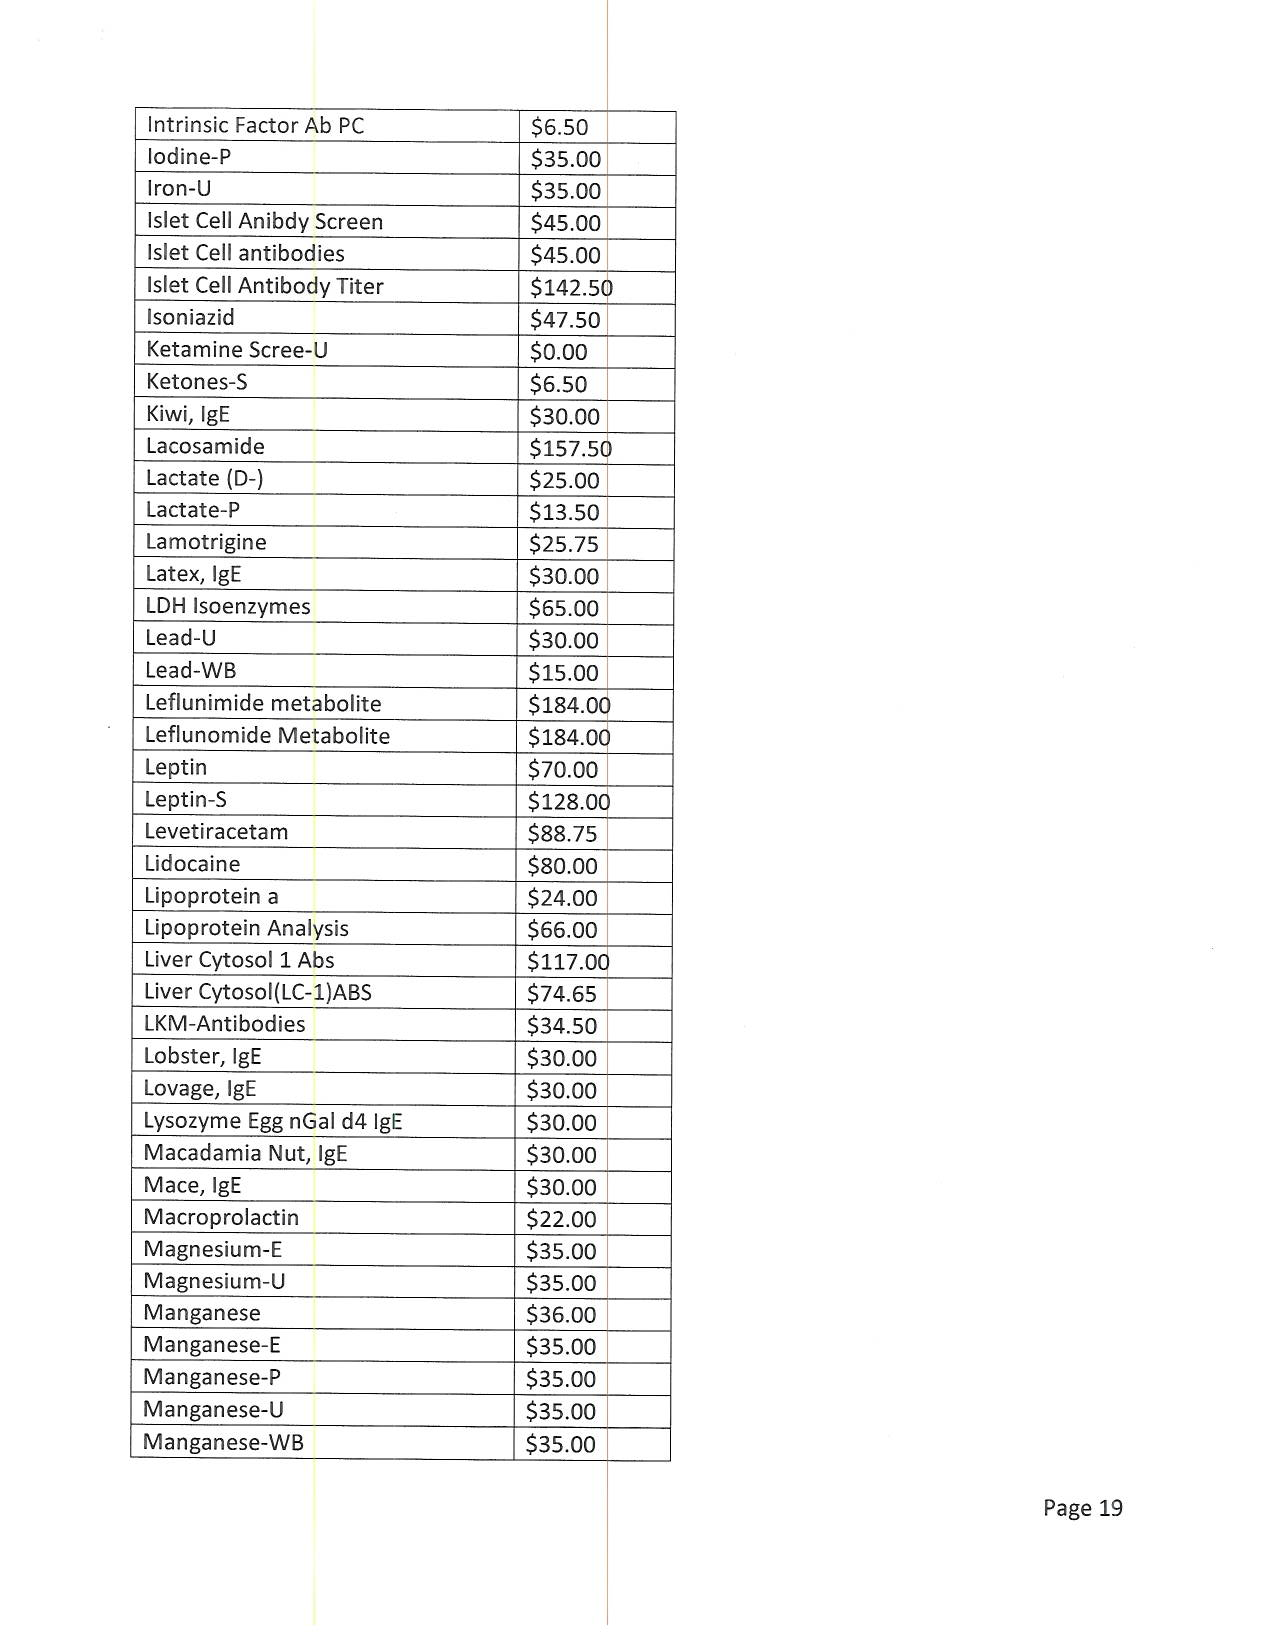 Intrinsic Factor Ab PC $6.50
Iodine-P $35.00
Iron-U $35.00
Islet Cell Anibdy Screen $45.00
Islet Cell antibodies $45.00
Islet Cell Antibody Titer $142.50
Isoniazid $47.50
Ketamine Scree-U $0.00
Ketones-S $6.50
Kiwi, IgE $30.00
Lacosamide $157.50
Lactate (D-) $25.00
Lactate-P $13.50
Lamotrigine $25.75
Latex, IgE $30.00
LDH Isoenzymes $65.00
Lead-U $30.00
Lead-WB $15.00
Leflunimide metabolite $184.00
Leflunomide Metabolite $184.00
Leptin $70.00
Leptin-S $128.00
Levetiracetam $88.75
Lidocaine $80.00
Lipoprotein a $24.00
Lipoprotein Analysis $66.00
Liver Cytosol 1 Abs $117.00
Liver Cytosol(LC-1)ABS $74.65
LKM-Antibodies $34.50
Lobster, IgE $30.00
Lovage, IgE $30.00
Lysozyme Egg nGal d4 IgE $30.00
Macadamia Nut, IgE $30.00
Mace, IgE $30.00
Macroprolactin $22.00
Magnesium-E $35.00
Magnesium-U $35.00
Manganese $36.00
Manganese-E $35.00
Manganese-P $35.00
Manganese-U $35.00
Manganese-WB $35.00
Page 19